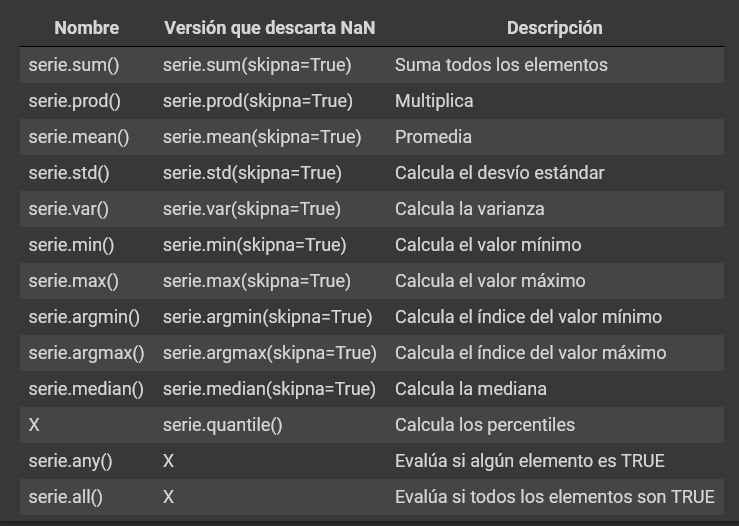 Nombre Versión que descarta NaN Descripción
serie.sum() serie.sum(skipna=True) Suma todos los elementos
serie.prod() serie.prod(skipna=True) Multiplica
serie.mean() serie.mean(skipna=True) Promedia
serie.std() serie.std(skipna=True) Calcula el desvío estándar
serie.var() serie.var(skipna=True) Calcula la varianza
serie.min() serie.min(skipna=True) Calcula el valor mínimo
serie.max() serie.max(skipna=True) Calcula el valor máximo
serie.argmin() serie.argmin(skipna=True) Calcula el índice del valor mínimo
serie.argmax() serie.argmax(skipna=True) Calcula el índice del valor máximo
serie.median() serie.median(skipna=True) Calcula la mediana
X serie.quantile() Calcula los percentiles
serie.any() X Evalúa si algún elemento es TRUE
serie.all() X Evalúa si todos los elementos son TRUE